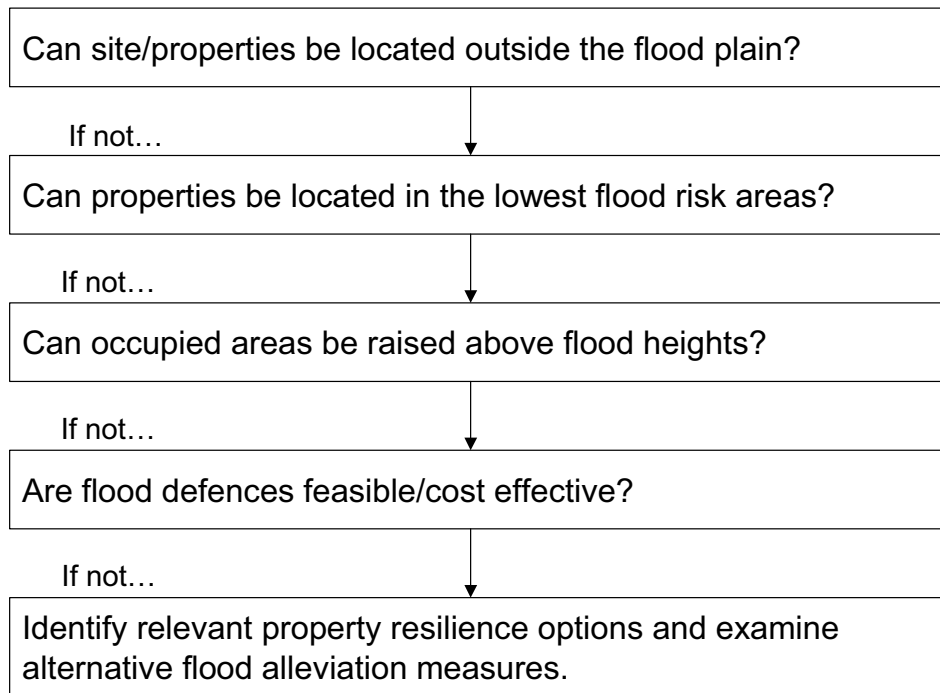 Can site/properties be located outside the flood plain?
If not…
Can properties be located in the lowest flood risk areas?
If not…
Can occupied areas be raised above flood heights?
If not…
Are flood defences feasible/cost effective?
If not…
Identify relevant property resilience options and examine
alternative flood alleviation measures.